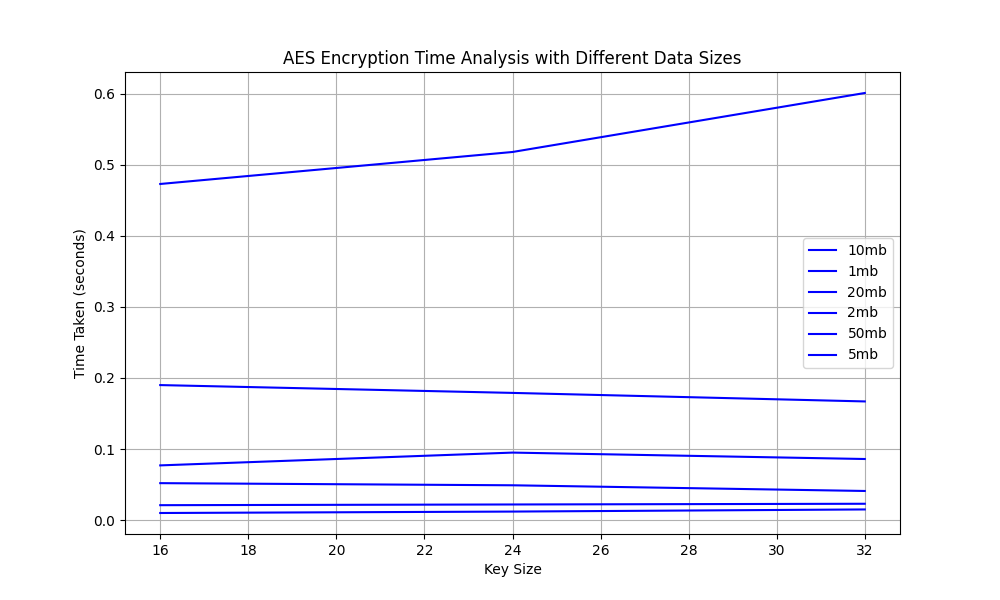 AES Encryption Time Analysis with Different Data Sizes
Time Taken (seconds)
0.6
0.5
0.4
0.3
0.2
0.1
0.0
10mb
1mb
20mb
2mb
50mb
5mb
16 18 20 22 24 26 28 30 32
Key Size